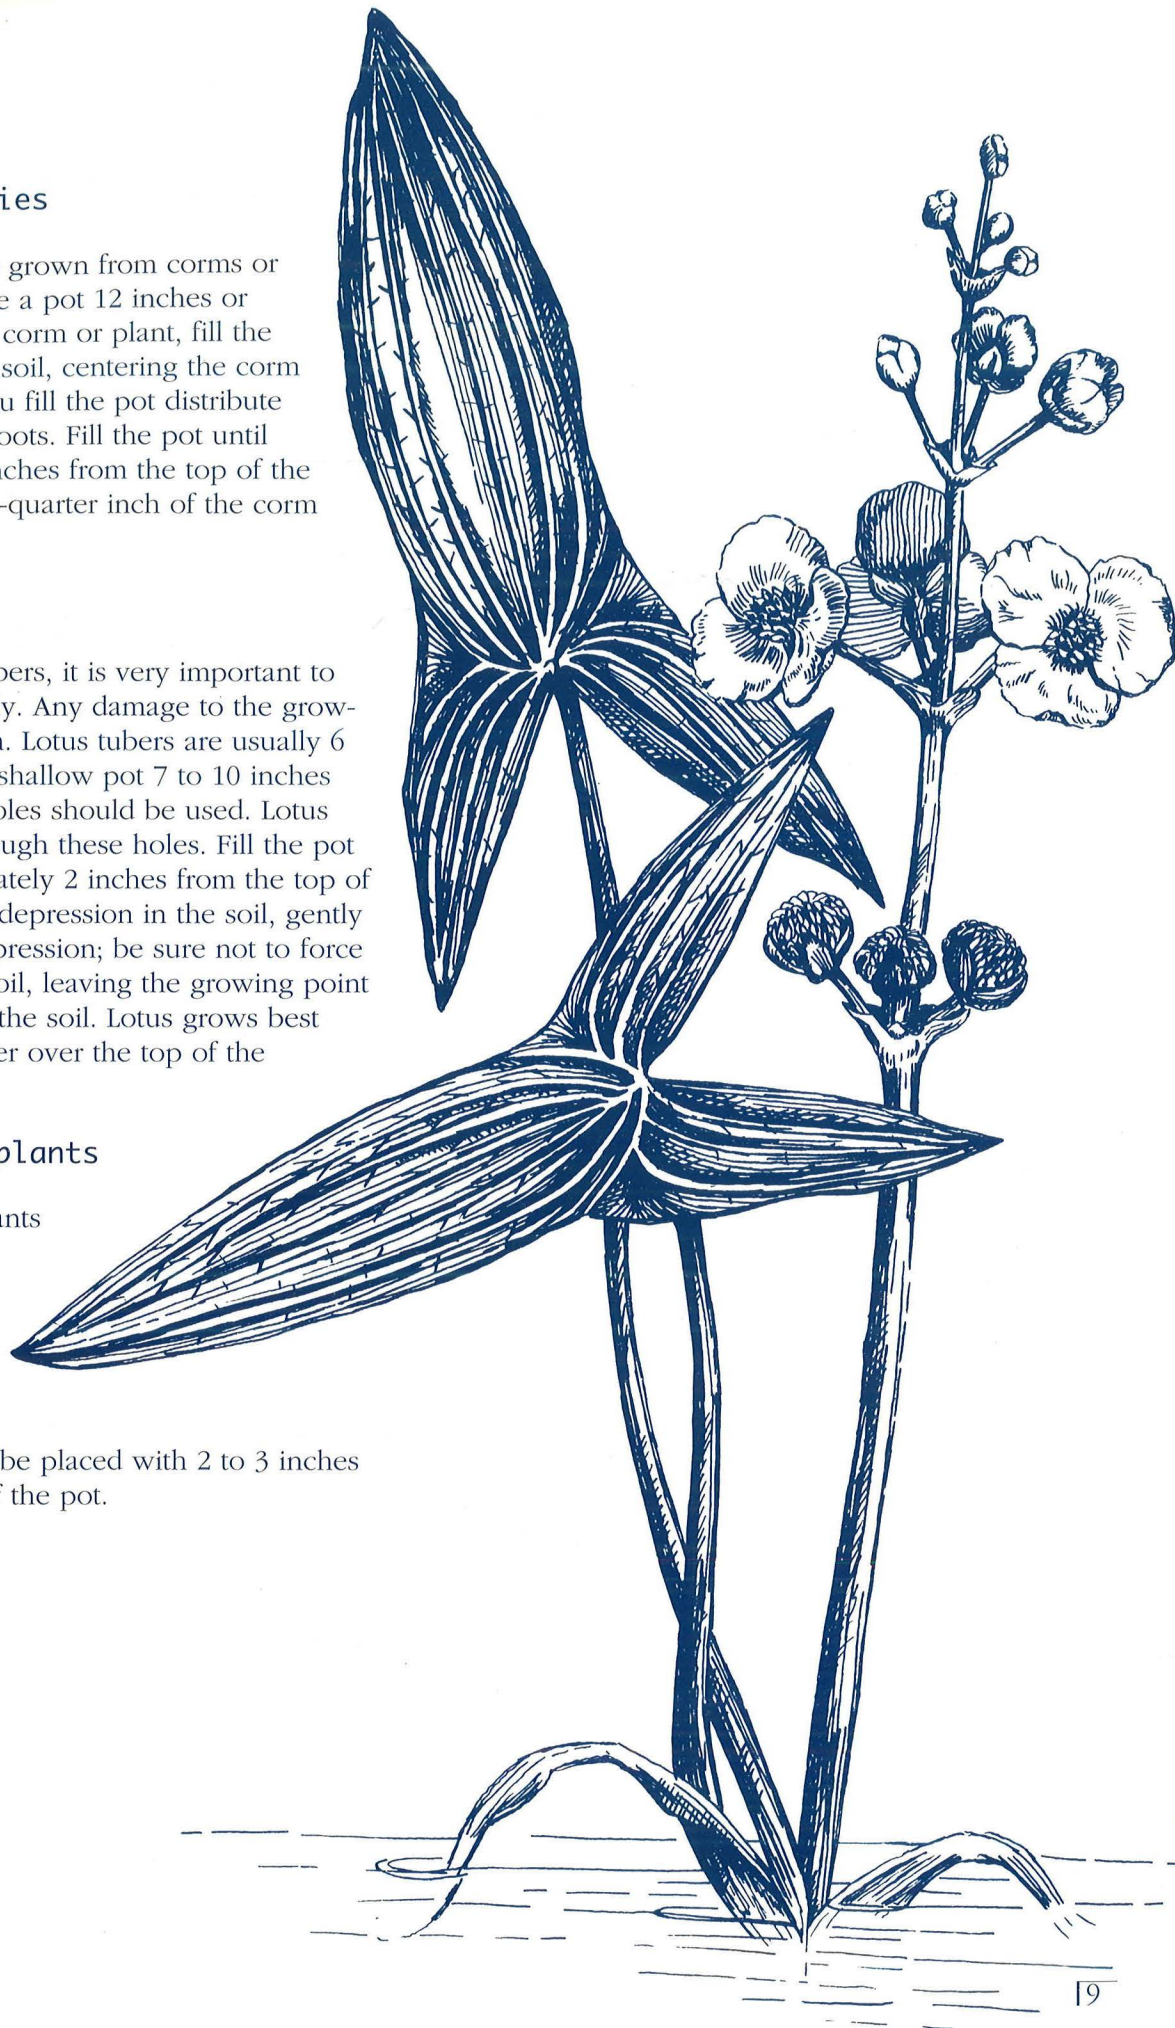 ies
grown from corms or
e a pot 12 inches or
corm or plant, fill the
soil, centering the corm
u fill the pot distribute
oots. Fill the pot until
nches from the top of the
-quarter inch of the corm
bers, it is very important to
y. Any damage to the grow-
n. Lotus tubers are usually 6
shallow pot 7 to 10 inches
oles should be used. Lotus
ugh these holes. Fill the pot
ately 2 inches from the top of
depression in the soil, gently
pression; be sure not to force
oil, leaving the growing point
the soil. Lotus grows best
er over the top of the
plants
ants
be placed with 2 to 3 inches
f the pot.
9